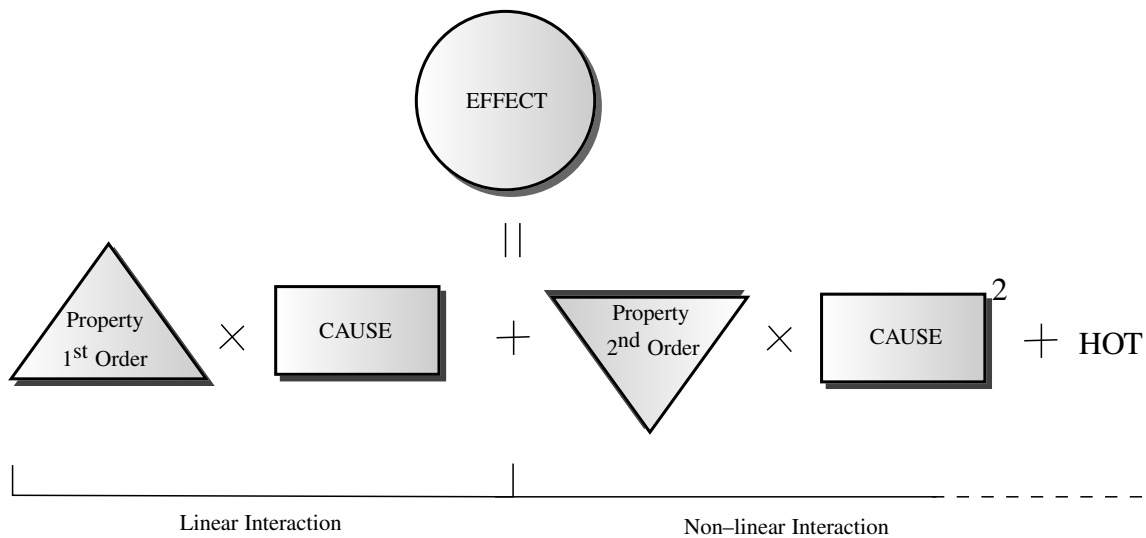 EFFECT
||
Property
1st Order
×
CAUSE
+
Property
2nd Order
×
CAUSE
2
+ HOT
Linear Interaction
Non–linear Interaction